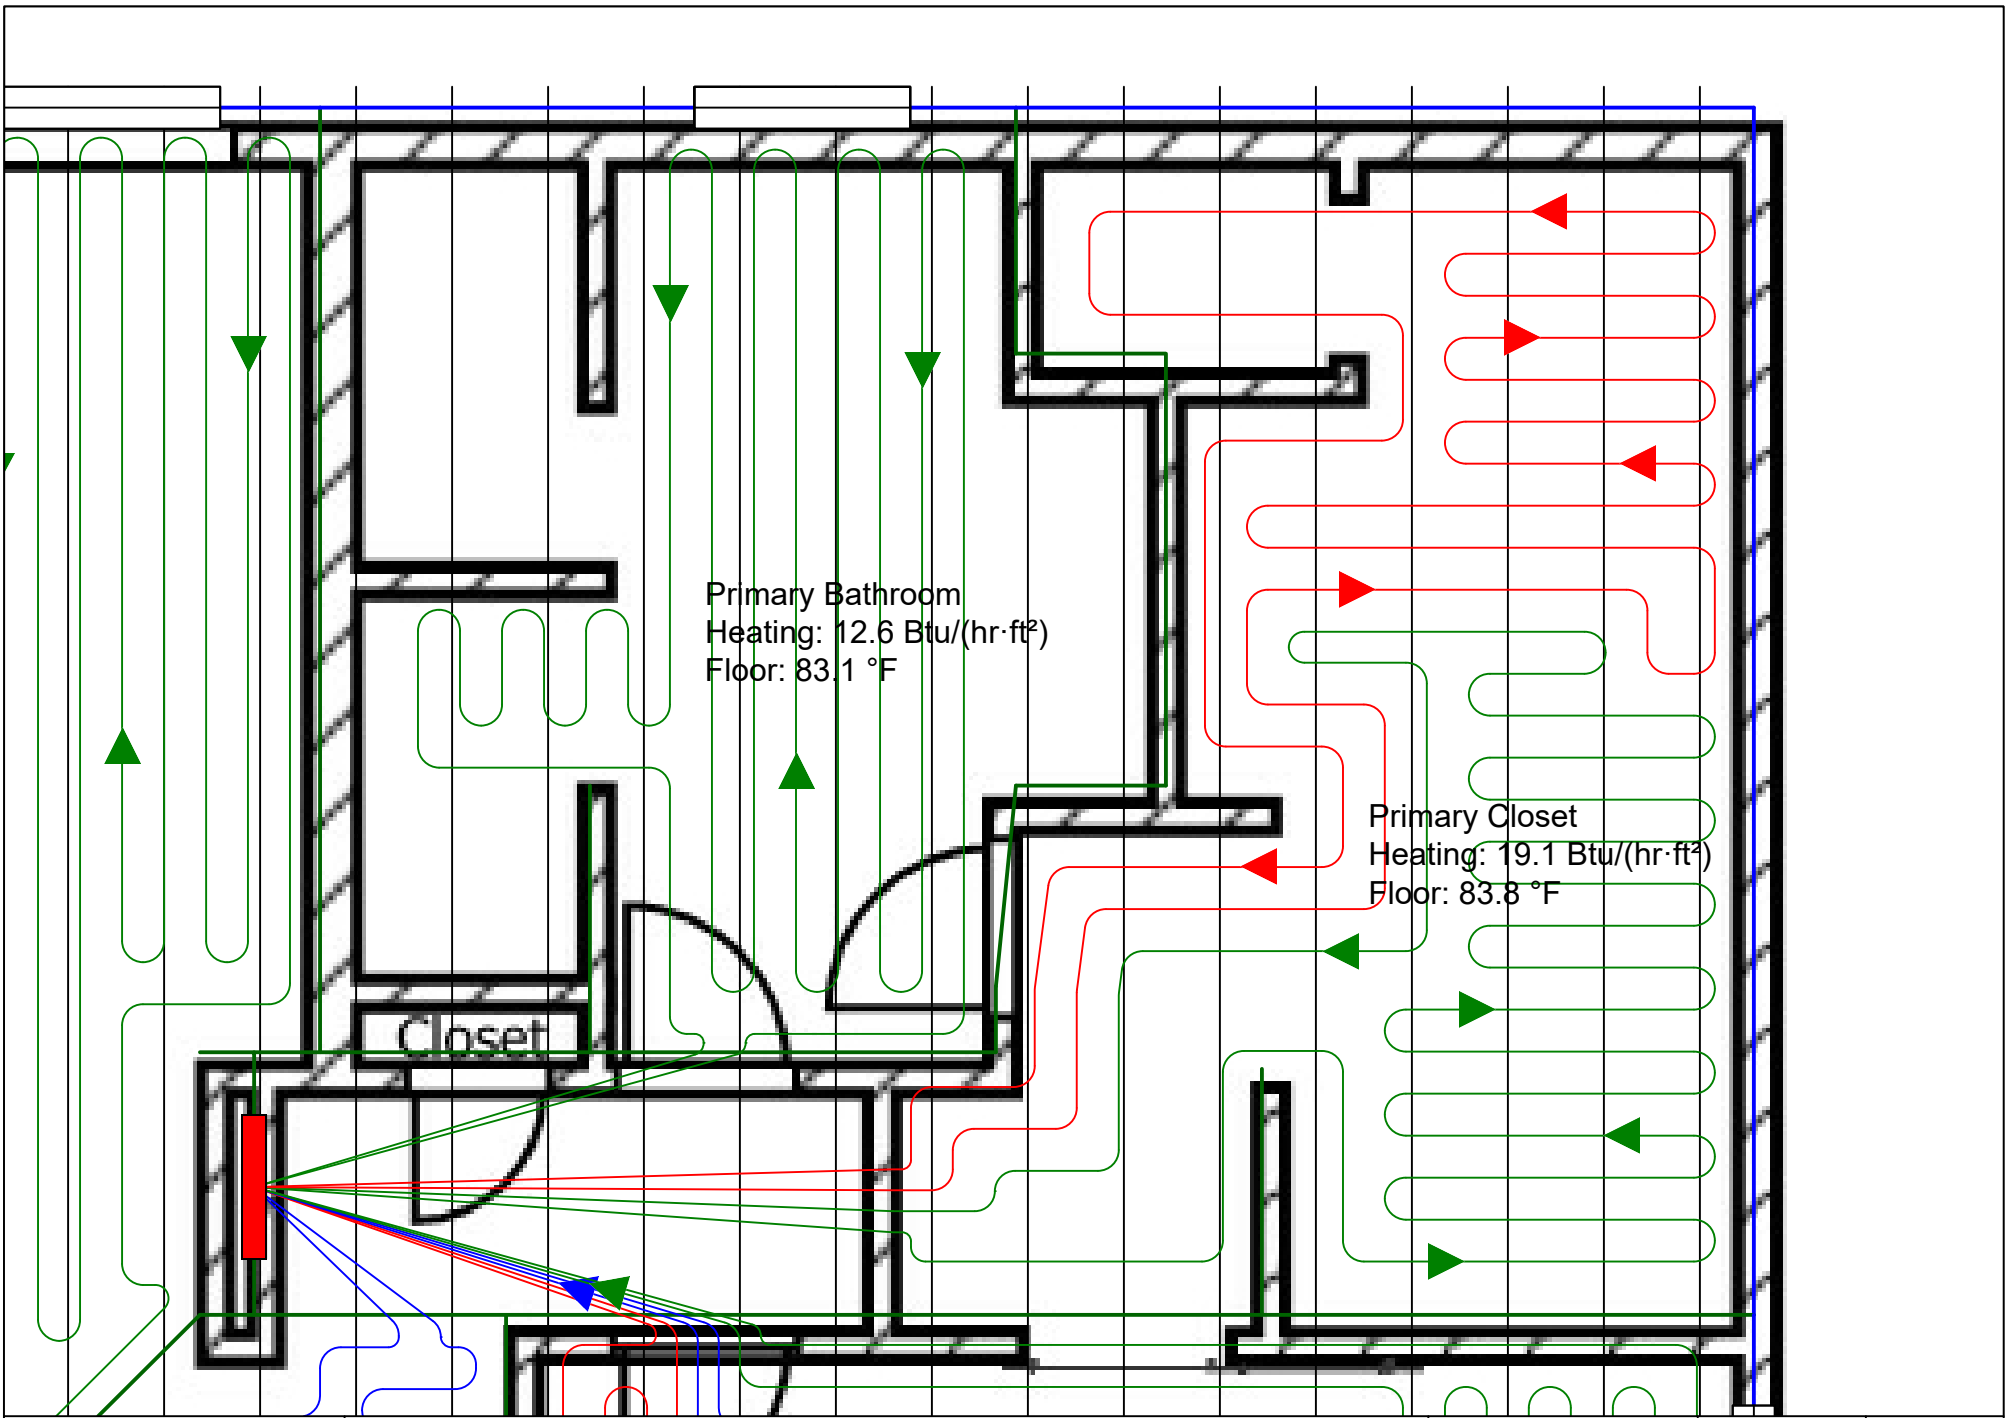 Primary Bathroom
Heating: 12.6 Btu/(hr·ft²)
Floor: 83.1 °F
Primary Closet
Heating: 19.1 Btu/(hr·ft²)
Floor: 83.8 °F
Closet